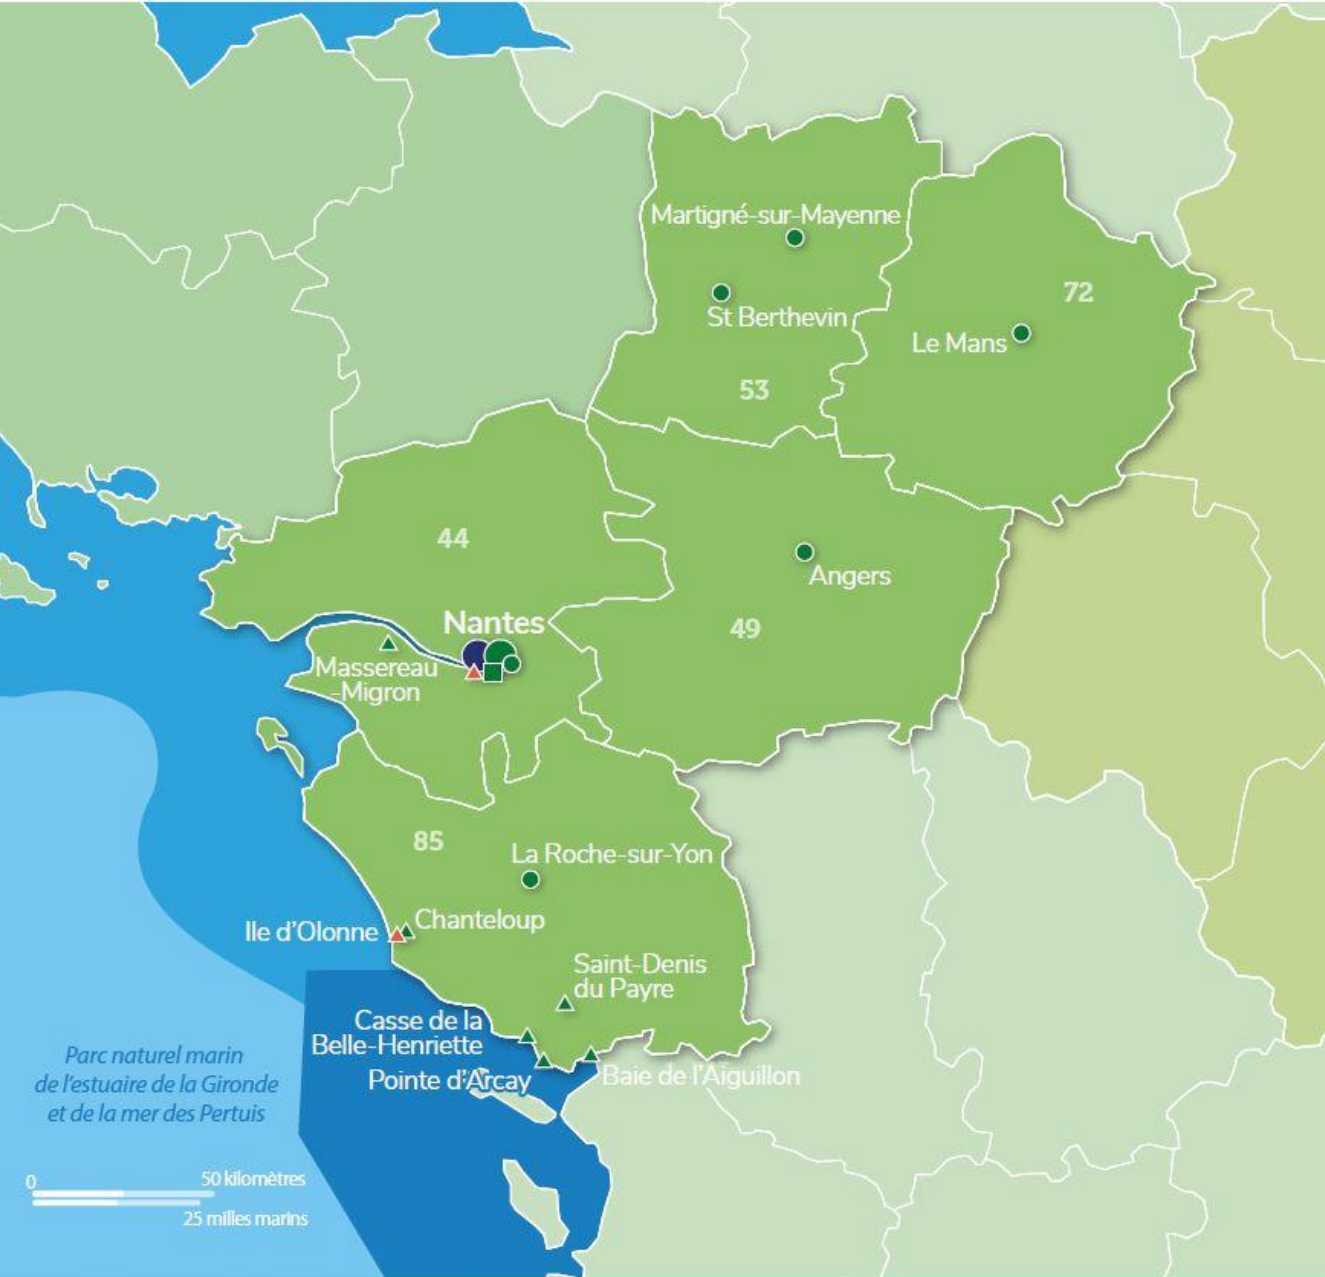 Martigné-sur-Mayenne
72
St Berthevin
Le Mans
53
44
Angers
Nantes
49
Massereau
-Migron
85
La Roche-sur-Yon
Chanteloup
Ile d'Olonne
Saint-Denis
du Payre
Casse de la
Belle-Henriette
Pointe d'Arcay
Baie de l'Aiguillon
Parc naturel marin
de l'estuaire de la Gironde
et de la mer des Pertuis
0
50 kilomètres
25 milles marins